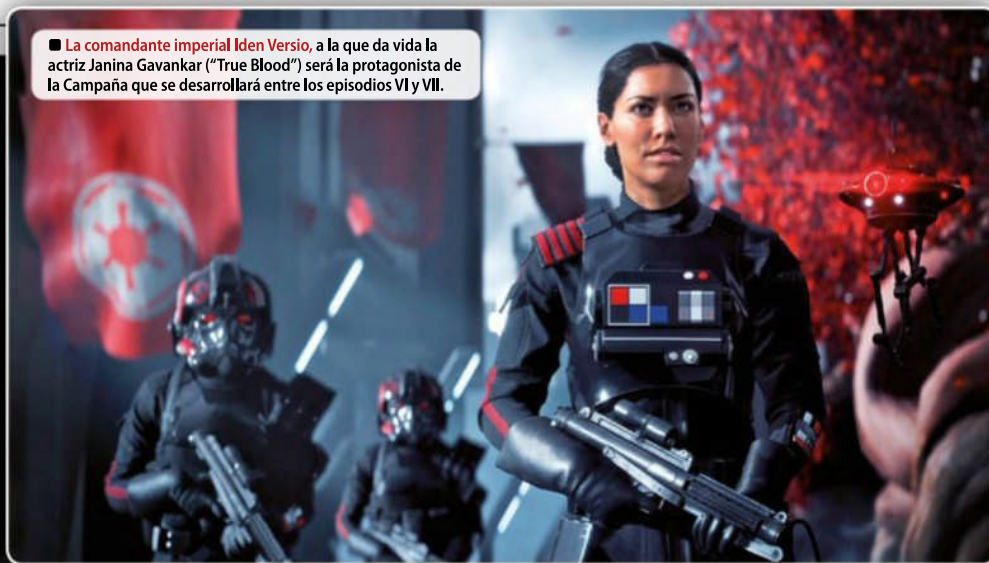 ■ La comandante imperial Iden Versio, a la que da vida la
actriz Janina Gavankar (“True Blood”) será la protagonista de
la Campaña que se desarrollará entre los episodios VI y VII.